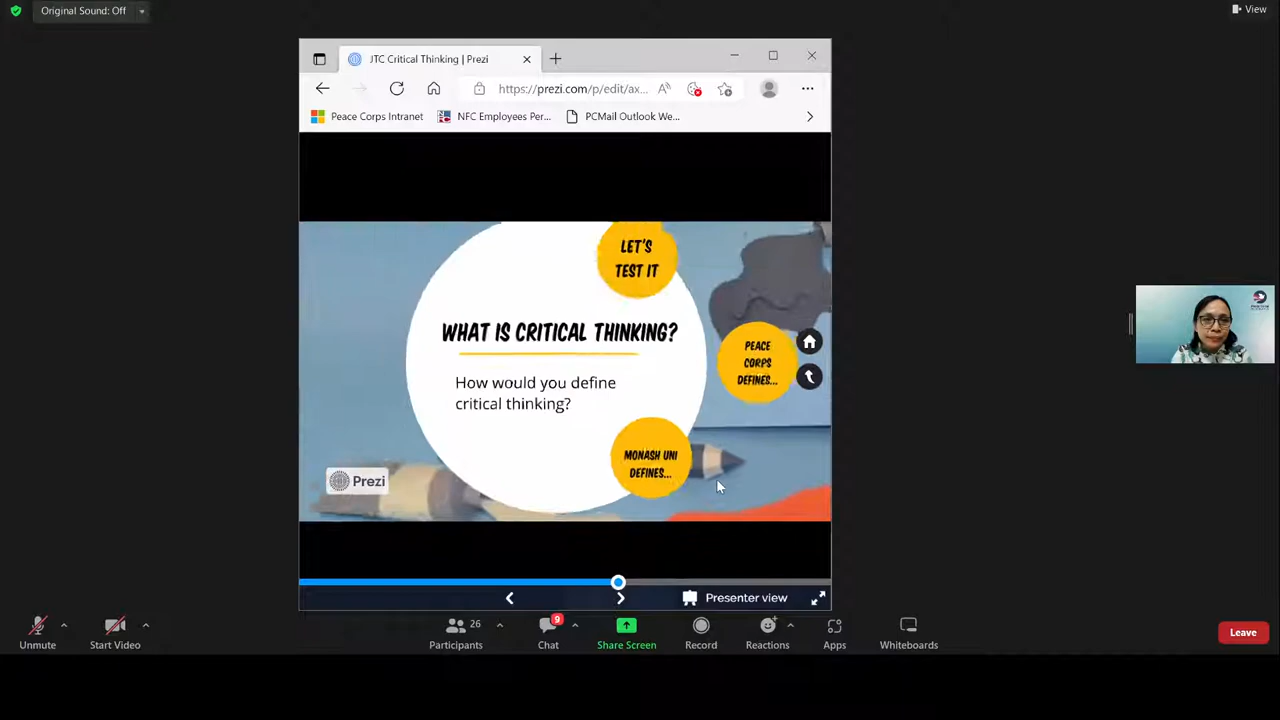 Original Sound: Off
View
JTC Critical Thinking | Prezi
https://prezi.com/p/edit/ax...
Peace Corps Intranet
NFC Employees Per...
PCMail Outlook We...
LET'S
TEST IT
WHAT IS CRITICAL THINKING?
How would you define
critical thinking?
PEACE
CORPS
DEFINES...
MONASH UNI
DEFINES...
Prezi
Presenter view
Unmute
Start Video
26
Participants
9
Chat
Share Screen
Record
Reactions
Apps
Whiteboards
Leave